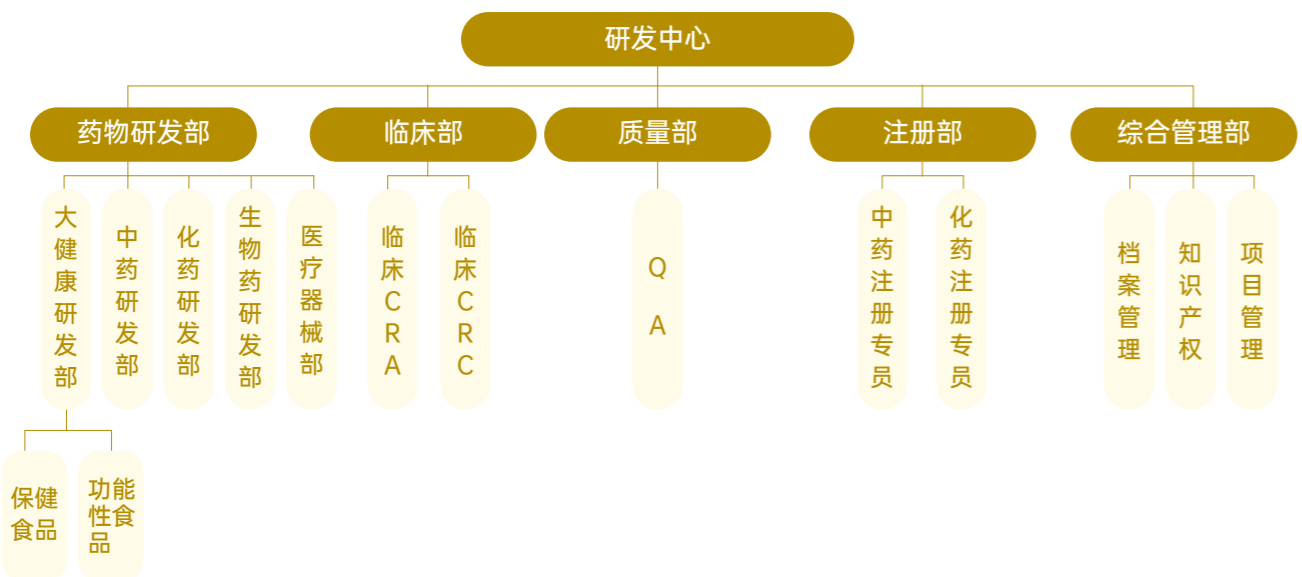 研发中心
药物研发部
临床部
质量部
注册部
综合管理部
大健康研发部
中药研发部
化药研发部
生物药研发部
医疗器械部
临床CRA
临床CRC
QA
中药注册专员
化药注册专员
档案管理
知识产权
项目管理
保健
食品
功能
性食
品